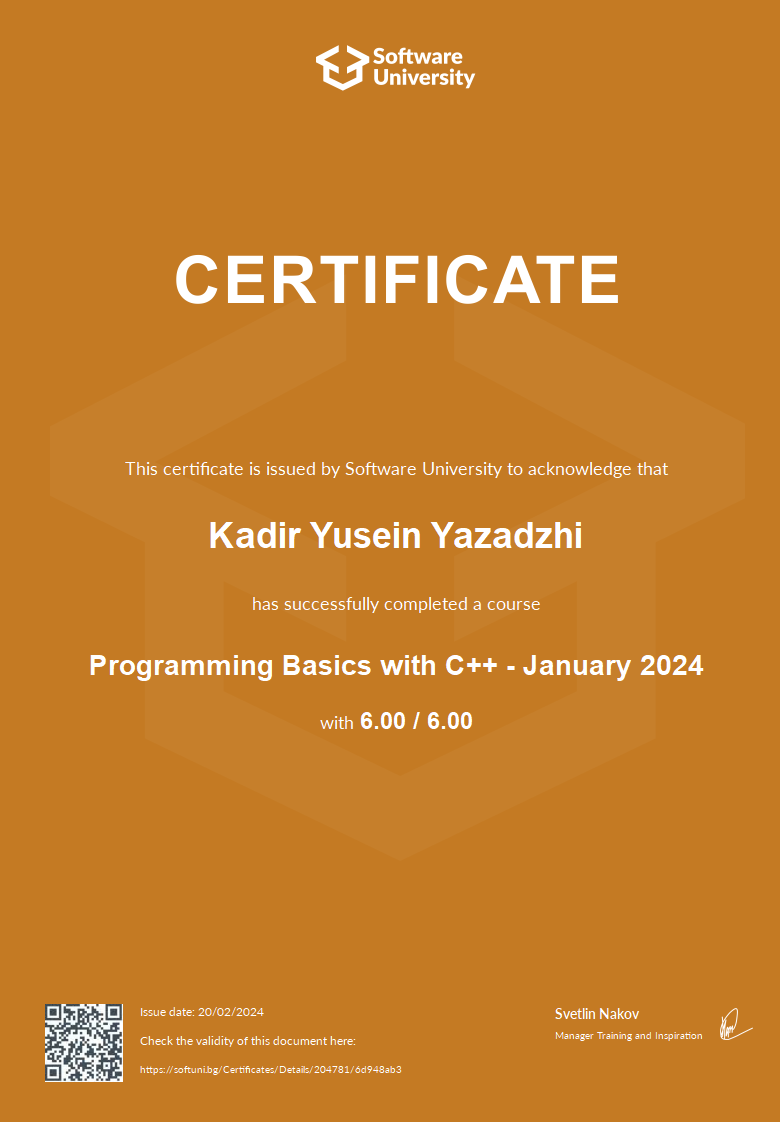 Software
University
CERTIFICATE
This certificate is issued by Software University to acknowledge that
Kadir Yusein Yazadzhi
has successfully completed a course
Programming Basics with C++ - January 2024
with 6.00 / 6.00
Issue date: 20/02/2024
Check the validity of this document here:
https://softuni.bg/Certificates/Details/204781/6d948ab3
Svetlin Nakov
Manager Training and Inspiration